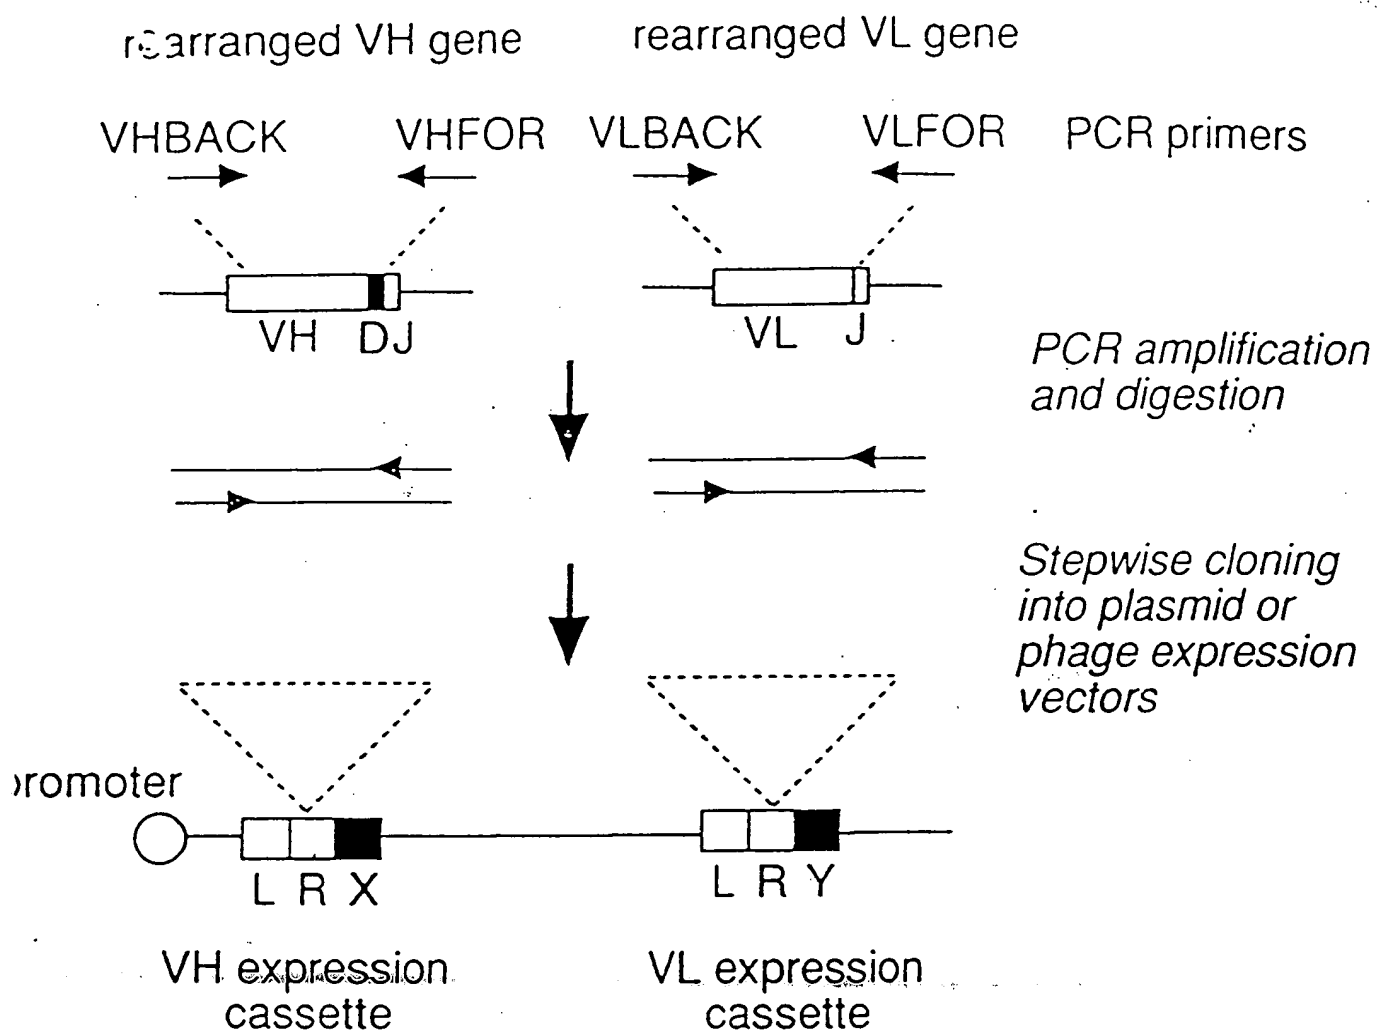 rearranged VH gene rearranged VL gene
VHBACK VHFOR VLBACK VLFOR PCR primers
VH DJ VL J
PCR amplification
and digestion
Stepwise cloning
into plasmid or
phage expression
vectors
romoter
L R X L R Y
VH expression
cassette
VL expression
cassette